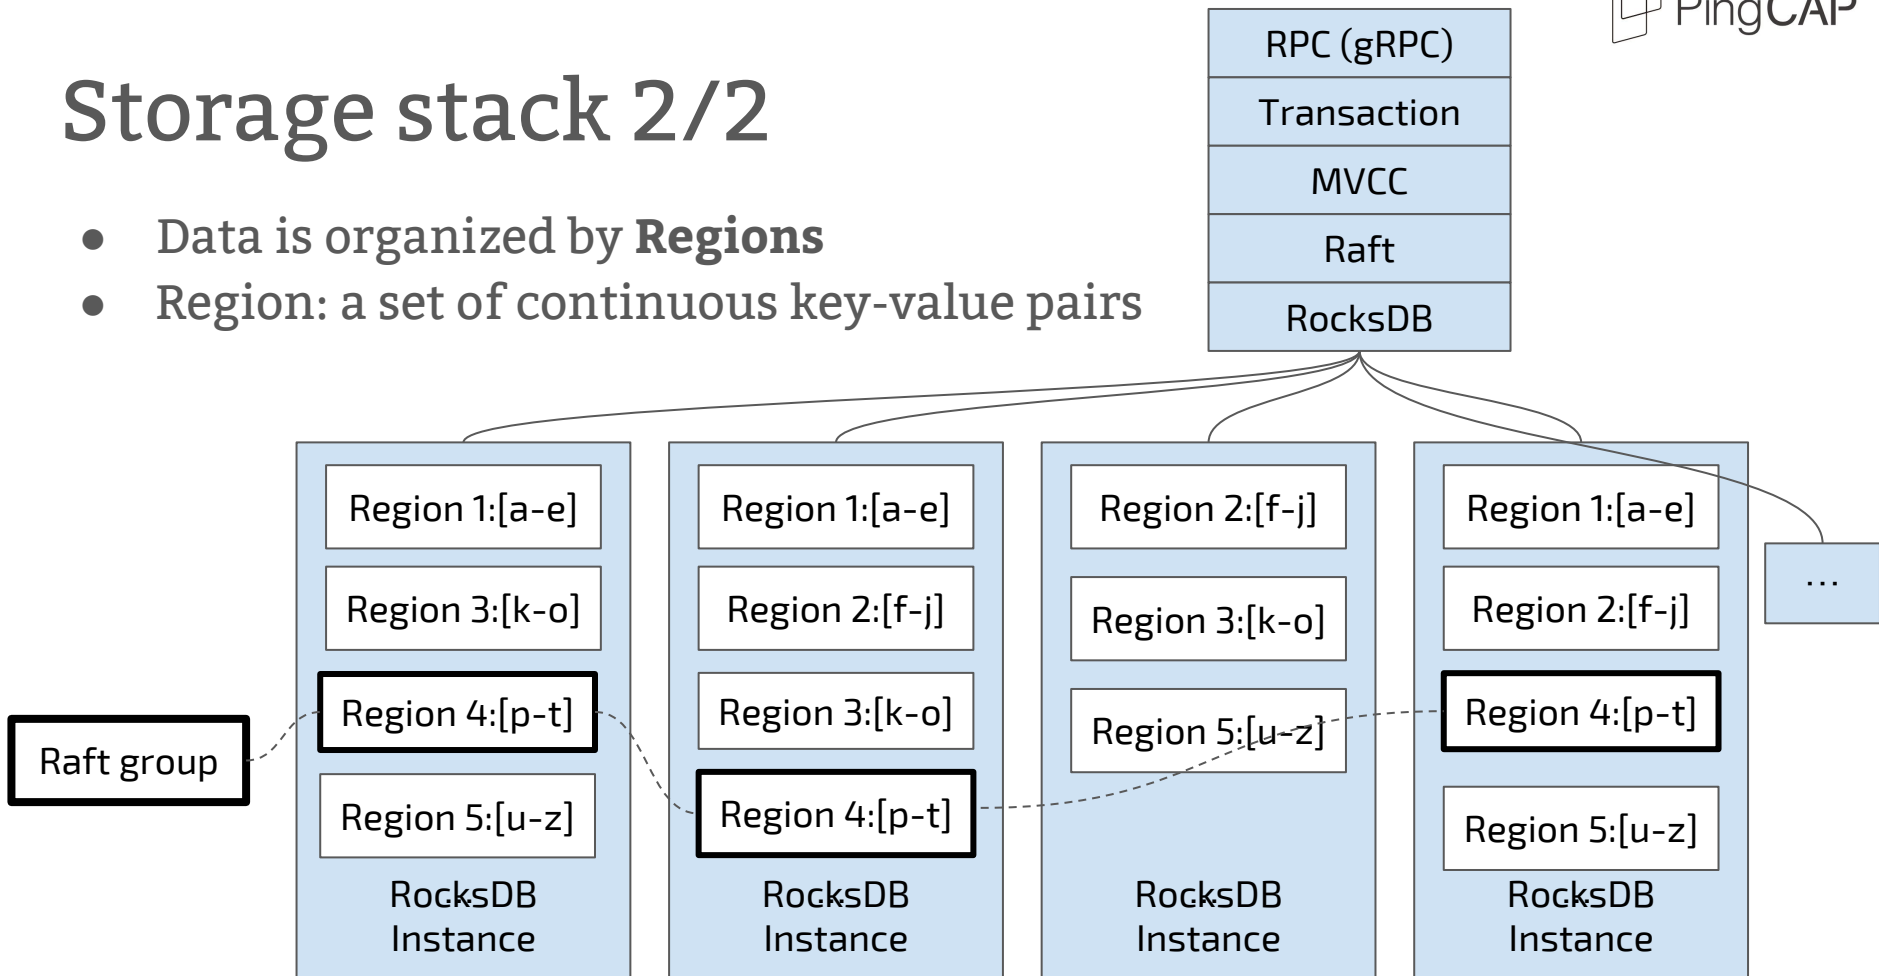 PingCAP
Storage stack 2/2
● Data is organized by Regions
● Region: a set of continuous key-value pairs
RPC (gRPC)
Transaction
MVCC
Raft
RocksDB
Raft group
Region 1:[a-e]
Region 3:[k-o]
Region 4:[p-t]
Region 5:[u-z]
RocksDB
Instance
Region 1:[a-e]
Region 2:[f-j]
Region 3:[k-o]
Region 4:[p-t]
RocksDB
Instance
Region 2:[f-j]
Region 3:[k-o]
Region 5:[u-z]
RocksDB
Instance
Region 1:[a-e]
Region 2:[f-j]
Region 4:[p-t]
Region 5:[u-z]
RocksDB
Instance
...